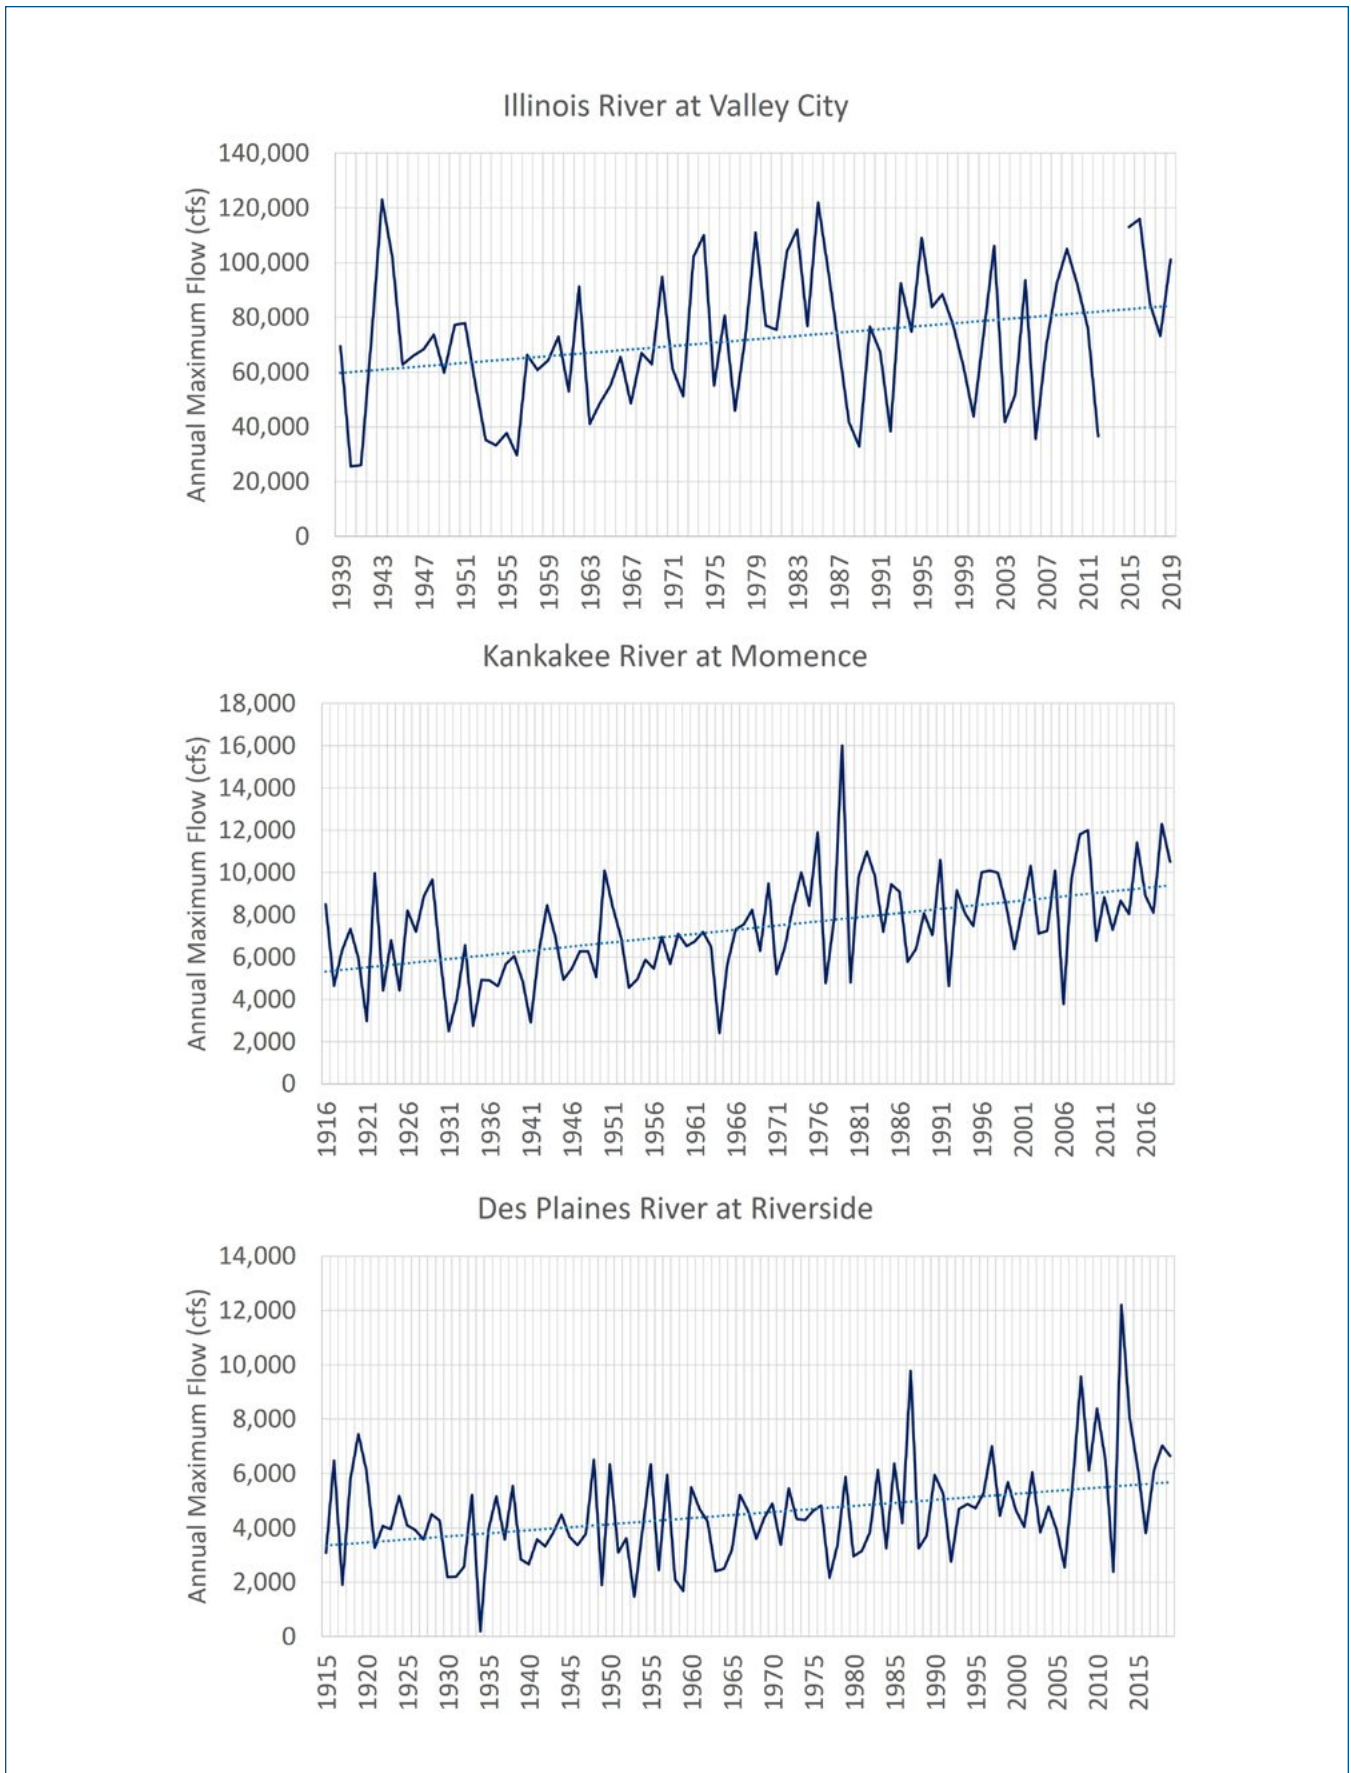 Illinois River at Valley City
Annual Maximum Flow (cfs)
140,000
120,000
100,000
80,000
60,000
40,000
20,000
0
1939 1943 1947 1951 1955 1959 1963 1967 1971 1975 1979 1983 1987 1991 1995 1999 2003 2007 2011 2015 2019
Kankakee River at Momence
Annual Maximum Flow (cfs)
18,000
16,000
14,000
12,000
10,000
8,000
6,000
4,000
2,000
0
1916 1921 1926 1931 1936 1941 1946 1951 1956 1961 1966 1971 1976 1981 1986 1991 1996 2001 2006 2011 2016
Des Plaines River at Riverside
Annual Maximum Flow (cfs)
14,000
12,000
10,000
8,000
6,000
4,000
2,000
0
1915 1920 1925 1930 1935 1940 1945 1950 1955 1960 1965 1970 1975 1980 1985 1990 1995 2000 2005 2010 2015